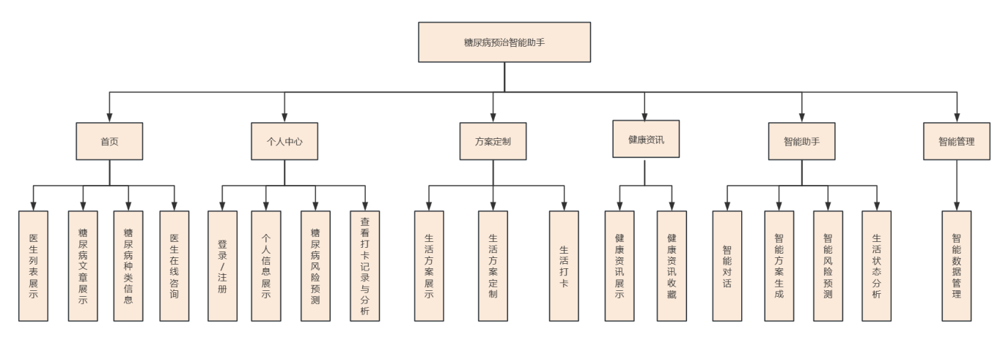 糖尿病预治智能助手
首页
个人中心
方案定制
健康资讯
智能助手
智能管理
医生列表展示
糖尿病文章展示
糖尿病种类信息
医生在线咨询
登录/注册
个人信息展示
糖尿病风险预测
查看打卡记录与分析
生活方案展示
生活方案定制
生活打卡
健康资讯展示
健康资讯收藏
智能对话
智能方案生成
智能风险预测
生活状态分析
智能数据管理